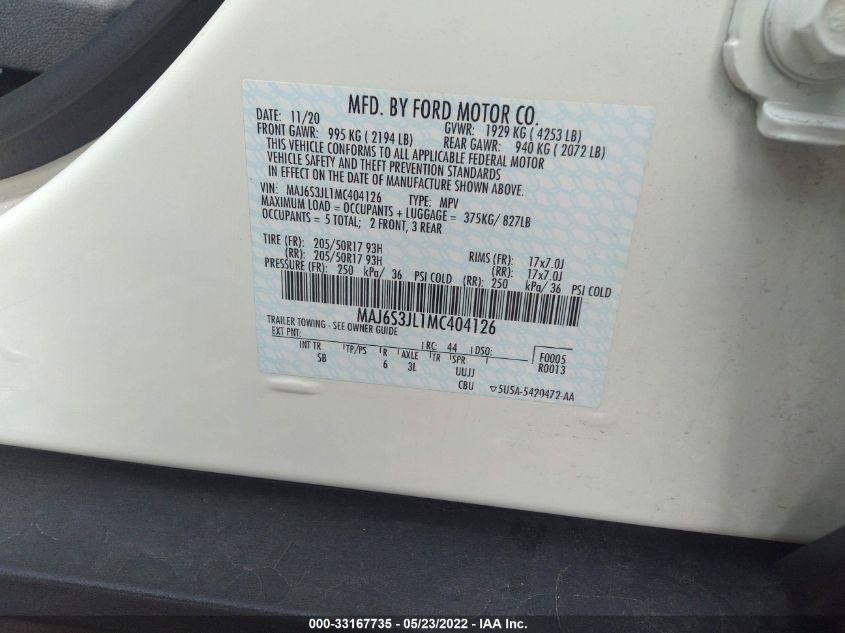 MFD. BY FORD MOTOR CO.
DATE: 11/20 GVWR: 1929 KG ( 4253 LB)
FRONT GAWR: 995 KG ( 2194 LB) REAR GAWR: 940 KG ( 2072 LB)
THIS VEHICLE CONFORMS TO ALL APPLICABLE FEDERAL MOTOR
VEHICLE SAFETY AND THEFT PREVENTION STANDARDS
IN EFFECT ON THE DATE OF MANUFACTURE SHOWN ABOVE.
VIN: MAJ6S3JL1MC404126 TYPE: MPV
MAXIMUM LOAD = OCCUPANTS + LUGGAGE = 375KG/ 827LB
OCCUPANTS = 5 TOTAL; 2 FRONT, 3 REAR
TIRE (FR): 205/50R17 93H RIMS (FR): 17x7.0J
(RR): 205/50R17 93H (RR): 17x7.0J
PRESSURE (FR): 250 kPa/ 36 PSI COLD (RR): 250 kPa/ 36 PSI COLD
MAJ6S3JL1MC404126
TRAILER TOWING - SEE OWNER GUIDE
EXT PNT: RC: 44 DSO: F0005
INT TR TP/PS R AXLE TR SPR R0013
SB 6 3L UUJJ
CBU ▽5U5A-5420472-AA
000-33167735 - 05/23/2022 - IAA Inc.